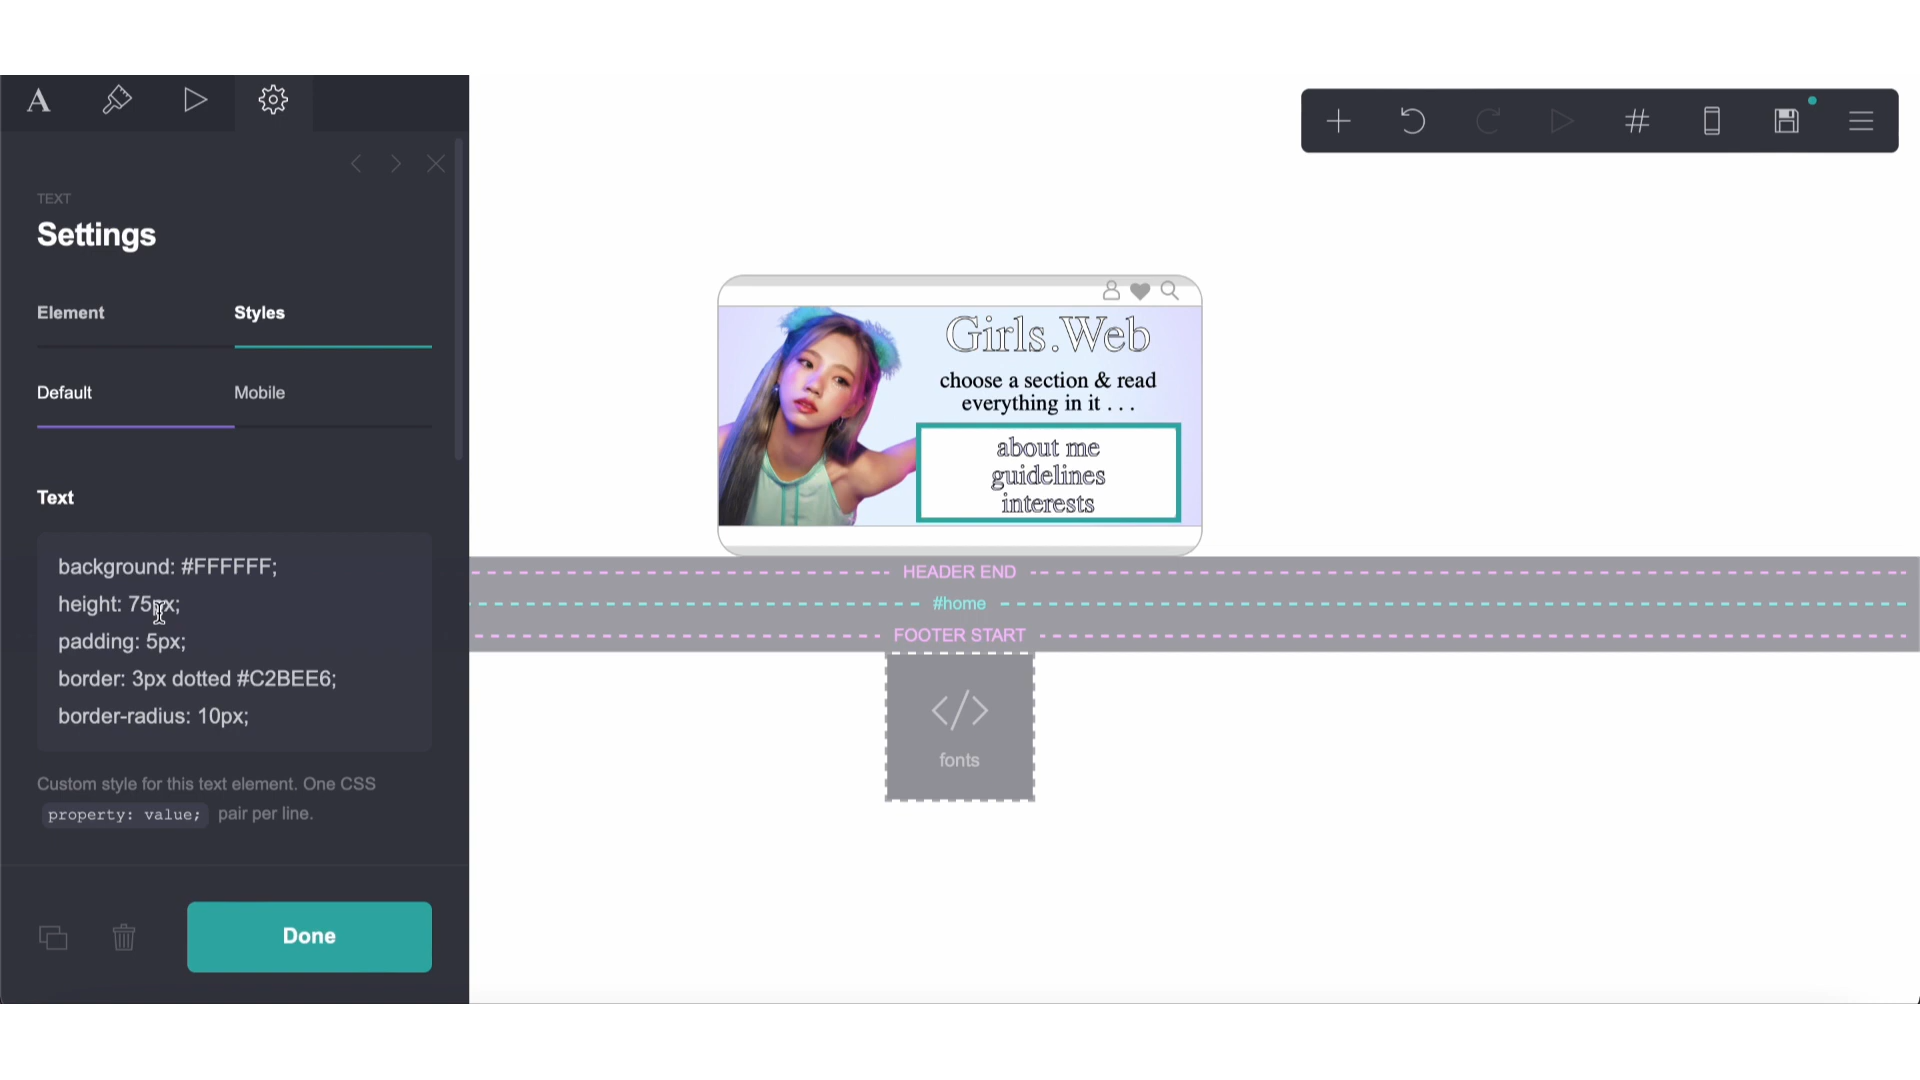 A
TEXT
Settings
Element
Styles
Default
Mobile
Text
background: #FFFFFF;
height: 75px;
padding: 5px;
border: 3px dotted #C2BEE6;
border-radius: 10px;
Custom style for this text element. One CSS
property: value; pair per line.
Done
Girls.Web
choose a section & read
everything in it . . .
about me
guidelines
interests
HEADER END
#home
FOOTER START
</>
fonts